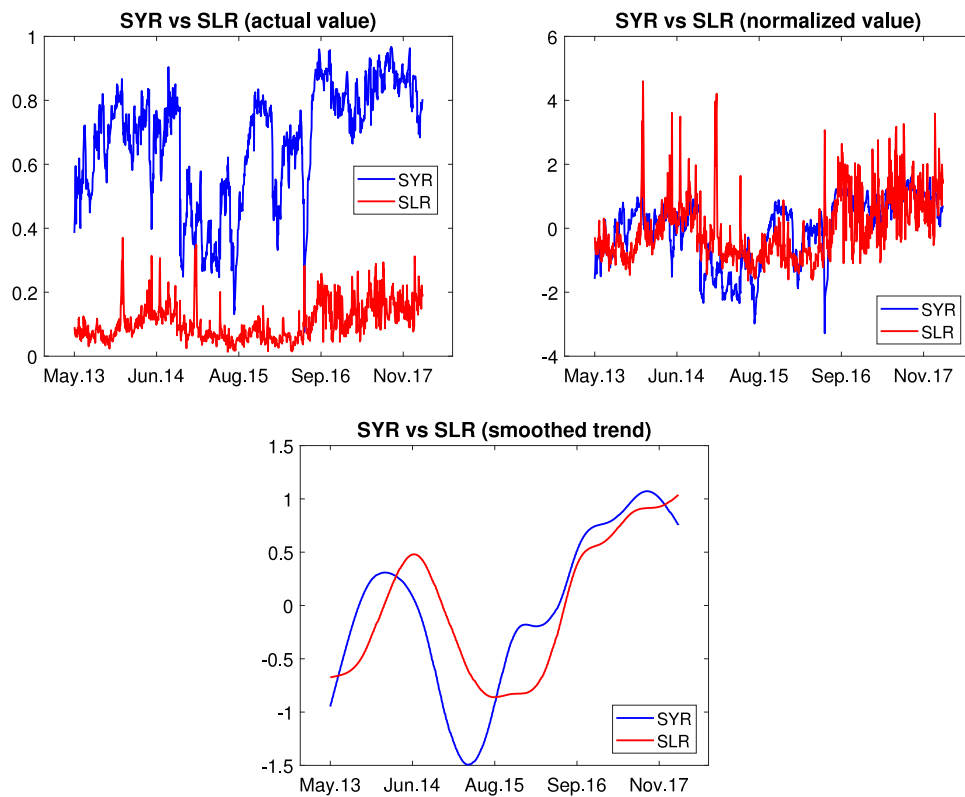 SYR vs SLR (actual value)
1
0.8
0.6
0.4
0.2
0
SYR
SLR
May.13 Jun.14 Aug.15 Sep.16 Nov.17
SYR vs SLR (normalized value)
6
4
2
0
-2
-4
SYR
SLR
May.13 Jun.14 Aug.15 Sep.16 Nov.17
SYR vs SLR (smoothed trend)
1.5
1
0.5
0
-0.5
-1
-1.5
SYR
SLR
May.13 Jun.14 Aug.15 Sep.16 Nov.17